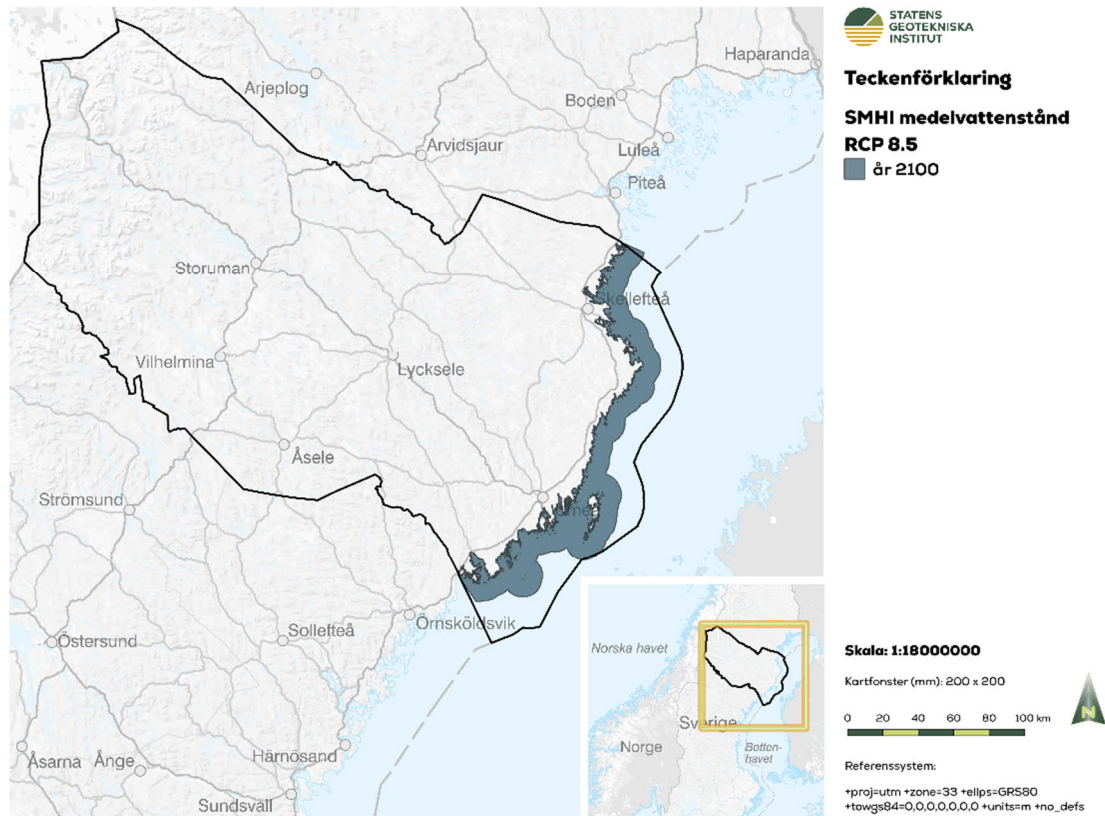 Haparanda
Arjeplog
Boden
Arvidsjaur
Luleå
Piteå
Storuman
Skellefteå
Vilhelmina
Lycksele
Åsele
Strömsund
Örnsköldsvik
Sollefteå
Östersund
Härnösand
Åsarna
Ånge
Sundsvall
Norska havet
Sverige
Norge
Botten-
havet
STATENS
GEOTEKNISKA
INSTITUT
Teckenförklaring
SMHI medelvattenstånd
RCP 8.5
år 2100
Skala: 1:18000000
Kartfonster (mm): 200 x 200
0 20 40 60 80 100 km
N
Referenssystem:
+proj=utm +zone=33 +ellps=GRS80
+towgs84=0,0,0,0,0,0,0 +units=m +no_defs